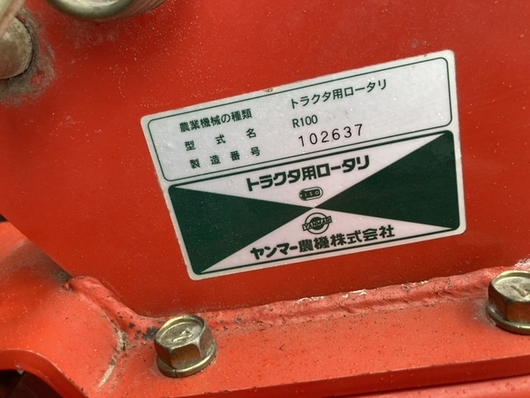 農業機械の種類 トラクタ用ロータリ
型式名 R100
製造番号 102637
トラクタ用ロータリ
YANMAR
ヤンマー農機株式会社